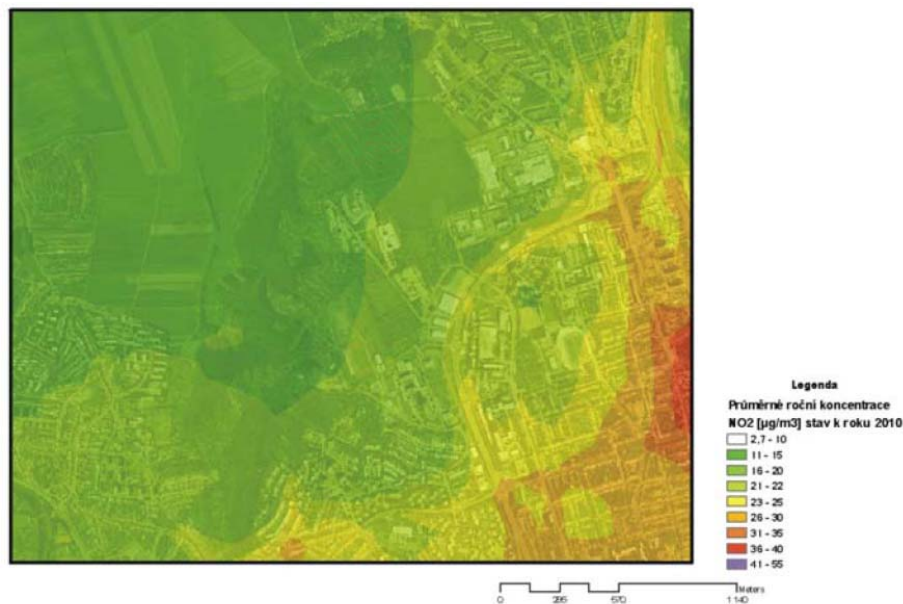 Legenda
Průměrné roční koncentrace
NO2 [µg/m3] stav k roku 2010
2,7 - 10
11 - 15
16 - 20
21 - 22
23 - 25
26 - 30
31 - 35
36 - 40
41 - 55
Meters
0 285 570 1 140